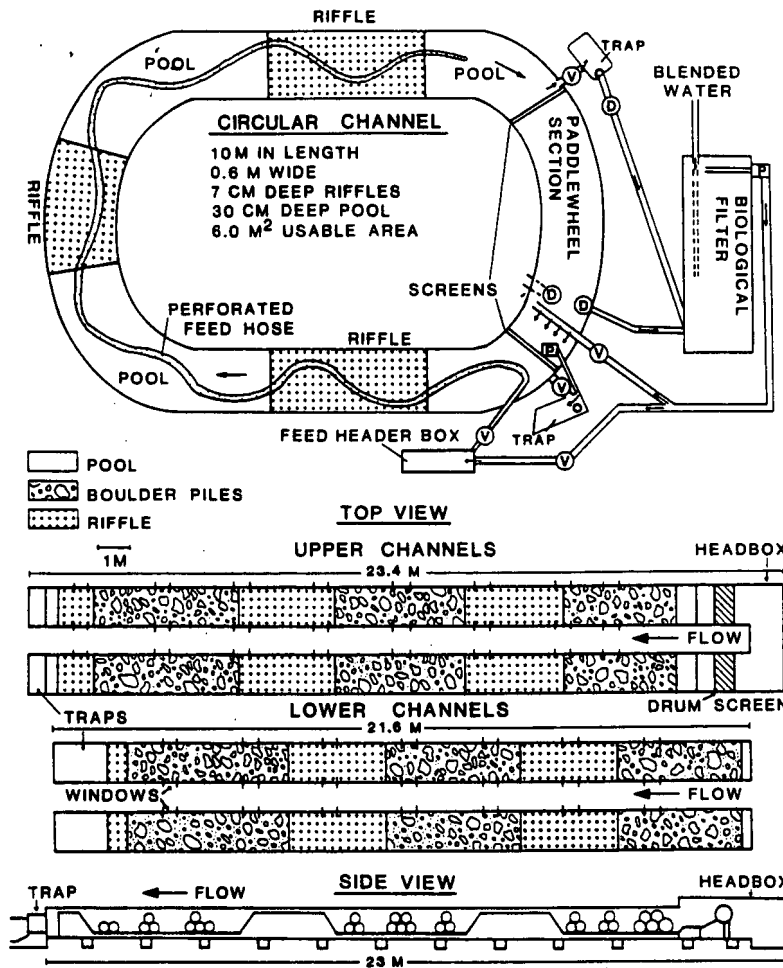 RIFFLE
POOL
POOL
V
TRAP
D
BLENDED
WATER
CIRCULAR CHANNEL
10M IN LENGTH
0.6 M WIDE
7 CM DEEP RIFFLES
30 CM DEEP POOL
6.0 M² USABLE AREA
PADDLEWHEEL
SECTION
P
BIOLOGICAL
FILTER
RIFFLE
SCREENS
D
D
PERFORATED
FEED HOSE
RIFFLE
P
V
V
POOL
TRAP
FEED HEADER BOX
V
V
POOL
BOULDER PILES
RIFFLE
TOP VIEW
1M
UPPER CHANNELS
HEADBOX
23.4 M
FLOW
TRAPS
LOWER CHANNELS
DRUM SCREEN
21.6 M
WINDOWS
FLOW
TRAP
FLOW
SIDE VIEW
HEADBOX
23 M